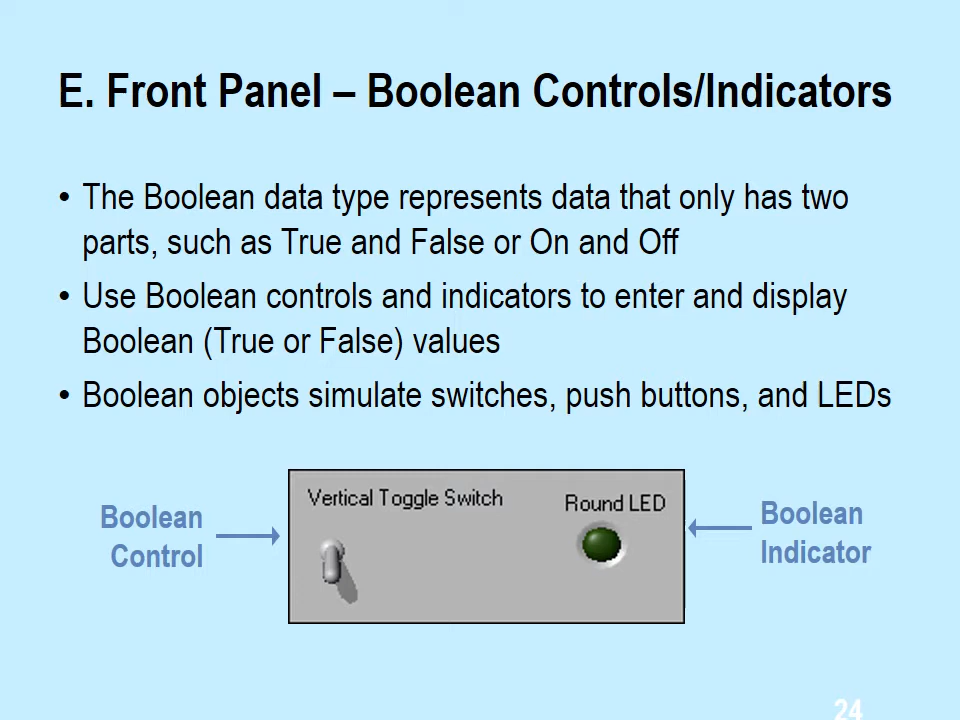 E. Front Panel – Boolean Controls/Indicators
• The Boolean data type represents data that only has two
parts, such as True and False or On and Off
• Use Boolean controls and indicators to enter and display
Boolean (True or False) values
• Boolean objects simulate switches, push buttons, and LEDs
Boolean
Control
Vertical Toggle Switch
Round LED
Boolean
Indicator
24